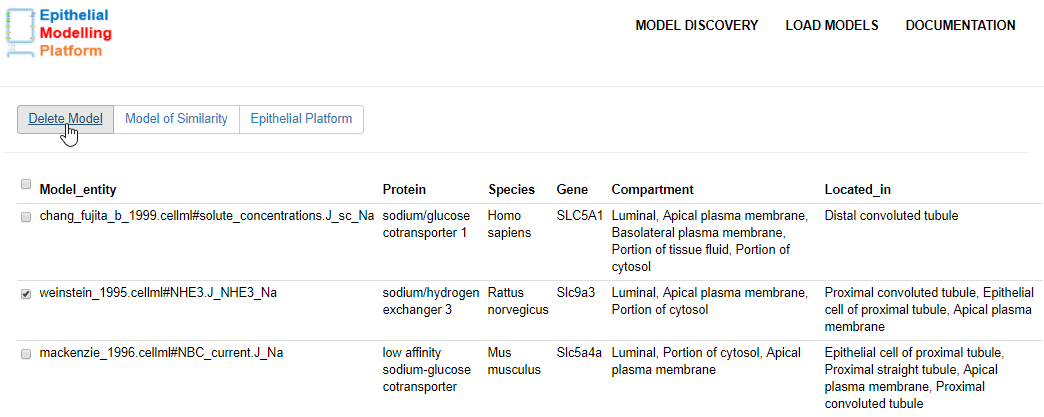 Epithelial
Modelling
Platform
MODEL DISCOVERY LOAD MODELS DOCUMENTATION
Delete Model Model of Similarity Epithelial Platform
Model_entity Protein Species Gene Compartment Located_in
chang_fujita_b_1999.cellml#solute_concentrations.J_sc_Na sodium/glucose Homo SLC5A1 Luminal, Apical plasma membrane, Distal convoluted tubule
cotransporter 1 sapiens Basolateral plasma membrane,
Portion of tissue fluid, Portion of
cytosol
weinstein_1995.cellml#NHE3.J_NHE3_Na sodium/hydrogen Rattus Slc9a3 Luminal, Apical plasma membrane, Proximal convoluted tubule, Epithelial
exchanger 3 norvegicus Portion of cytosol cell of proximal tubule, Apical plasma
membrane
mackenzie_1996.cellml#NBC_current.J_Na low affinity Mus Slc5a4a Luminal, Portion of cytosol, Apical Epithelial cell of proximal tubule,
sodium-glucose musculus plasma membrane Proximal straight tubule, Apical
cotransporter plasma membrane, Proximal
convoluted tubule